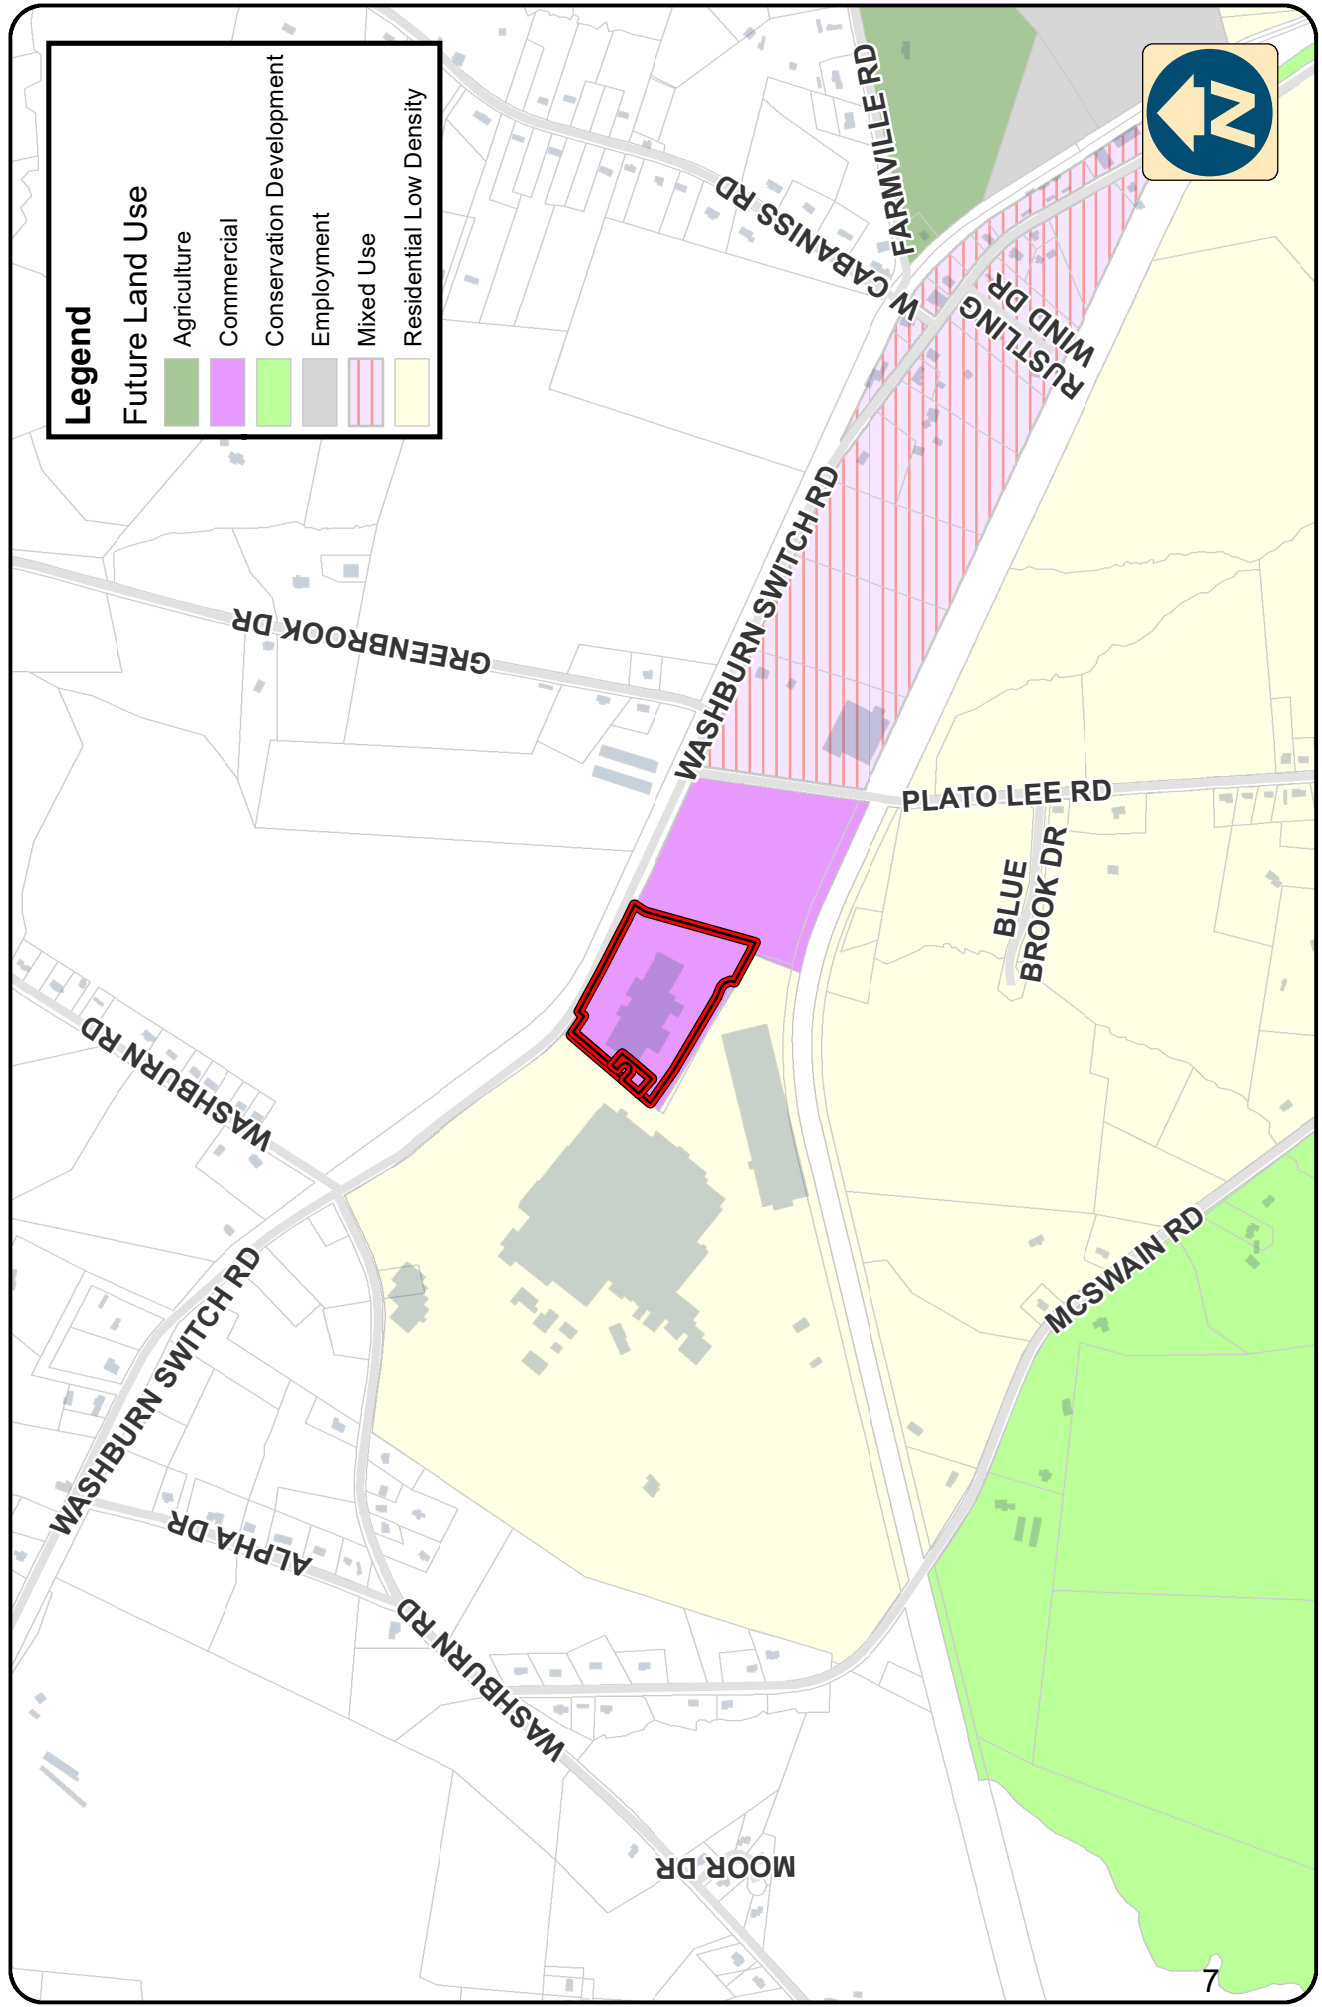 Legend
Future Land Use
Agriculture
Commercial
Conservation Development
Employment
Mixed Use
Residential Low Density
N
FARMVILLE RD
W CABANISS RD
RUSTLING
WIND DR
WASHBURN SWITCH RD
GREENBROOK DR
PLATO LEE RD
BLUE
BROOK DR
WASHBURN RD
WASHBURN SWITCH RD
MCSWAIN RD
ALPHA DR
WASHBURN RD
MOOR DR
7